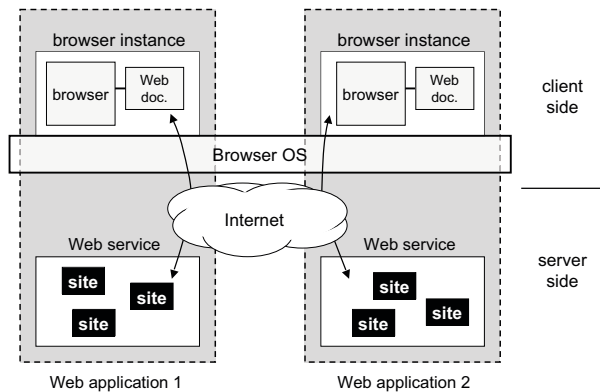 browser instance
browser
Web
doc.
browser instance
browser
Web
doc.
client
side
Browser OS
Internet
Web service
site
site
site
Web service
site
site
site
server
side
Web application 1
Web application 2